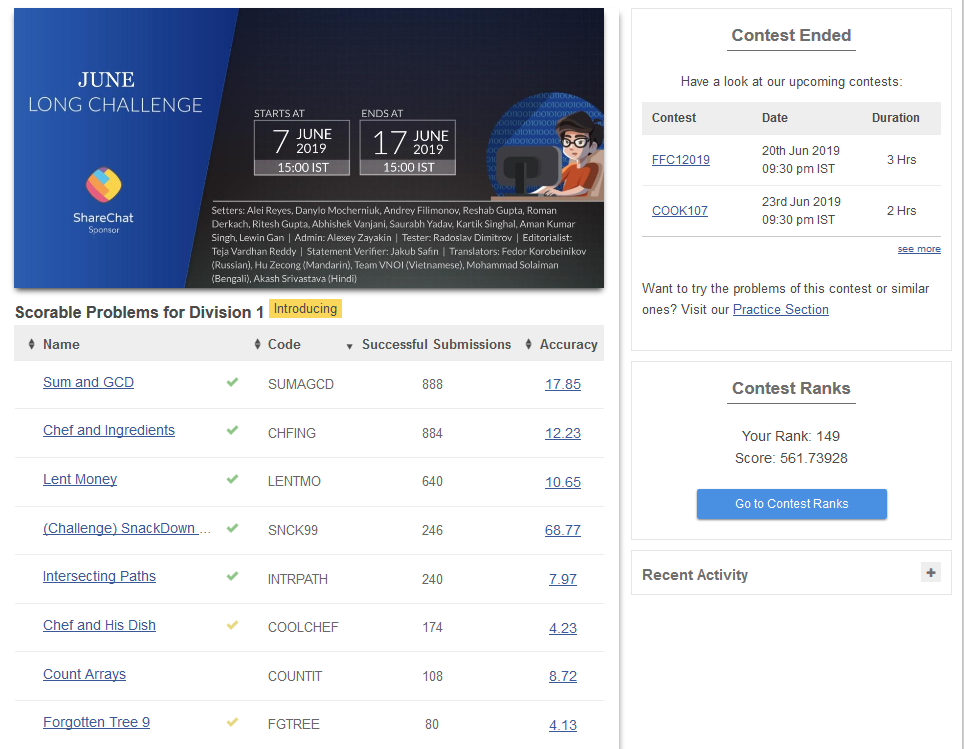 JUNE
LONG CHALLENGE
ShareChat
Sponsor
STARTS AT
7 JUNE 2019
15:00 IST
ENDS AT
17 JUNE 2019
15:00 IST
Setters: Alei Reyes, Danylo Mocherniuk, Andrey Filimonov, Reshab Gupta, Roman
Derkach, Ritesh Gupta, Abhishek Vanjani, Saurabh Yadav, Kartik Singhal, Aman Kumar
Singh, Lewin Gan | Admin: Alexey Zayakin | Tester: Radoslav Dimitrov | Editorialist:
Teja Vardhan Reddy | Statement Verifier: Jakub Safin | Translators: Fedor Korobeinikov
(Russian), Hu Zecong (Mandarin), Team VNOI (Vietnamese), Mohammad Solaiman
(Bengali), Akash Srivastava (Hindi)
Scorable Problems for Division 1 Introducing
Name Code Successful Submissions Accuracy
Sum and GCD SUMAGCD 888 17.85
Chef and Ingredients CHFING 884 12.23
Lent Money LENTMO 640 10.65
(Challenge) SnackDown ... SNCK99 246 68.77
Intersecting Paths INTRPATH 240 7.97
Chef and His Dish COOLCHEF 174 4.23
Count Arrays COUNTIT 108 8.72
Forgotten Tree 9 FGTREE 80 4.13
Contest Ended
Have a look at our upcoming contests:
Contest Date Duration
FFC12019 20th Jun 2019 09:30 pm IST 3 Hrs
COOK107 23rd Jun 2019 09:30 pm IST 2 Hrs
see more
Want to try the problems of this contest or similar
ones? Visit our Practice Section
Contest Ranks
Your Rank: 149
Score: 561.73928
Go to Contest Ranks
Recent Activity +